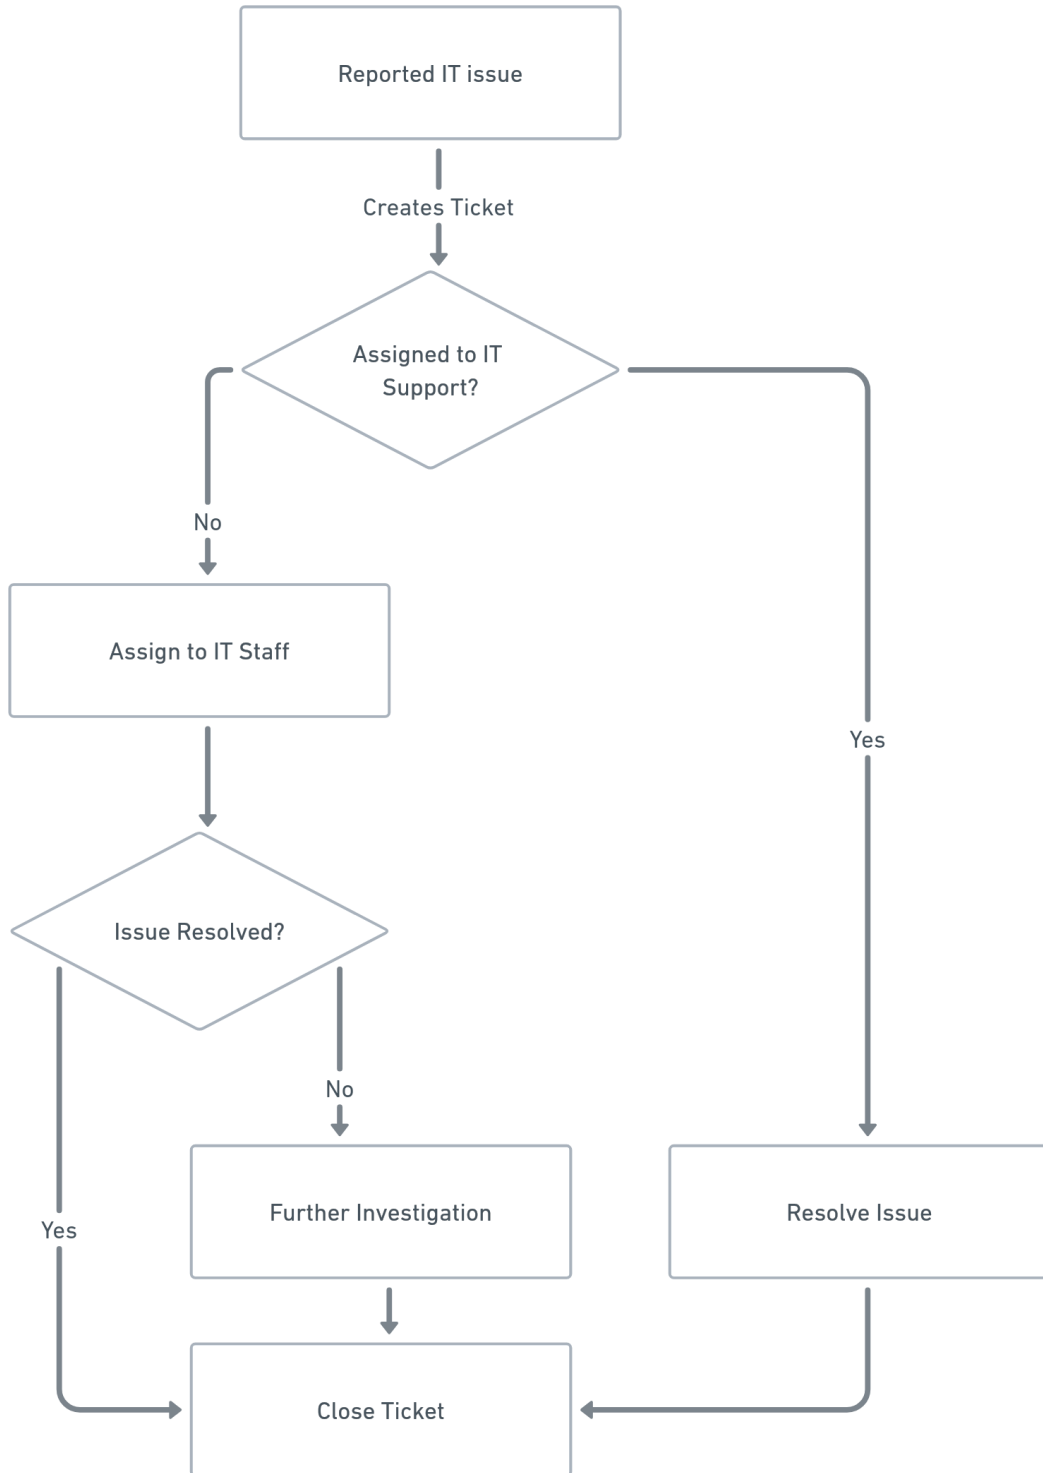 Reported IT issue
Creates Ticket
Assigned to IT
Support?
No
Assign to IT Staff
Yes
Issue Resolved?
No
Further Investigation
Resolve Issue
Yes
Close Ticket